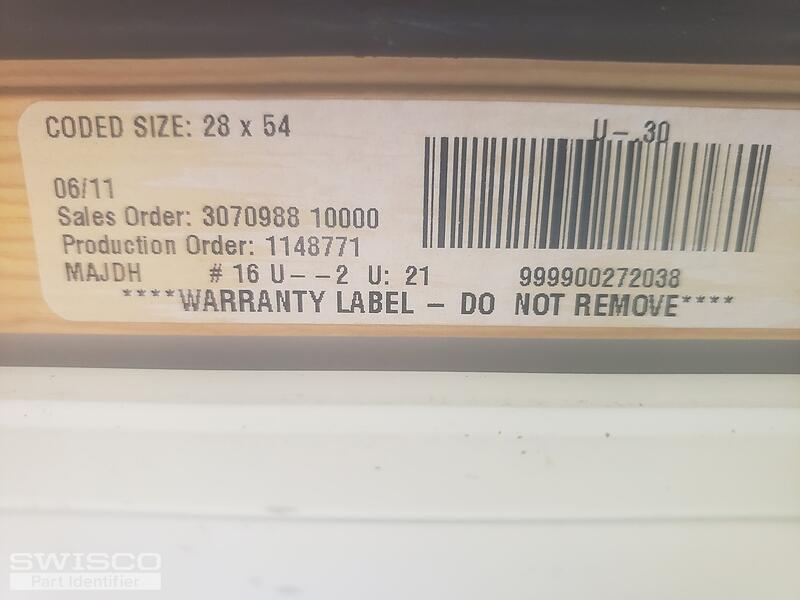 CODED SIZE: 28 x 54
U-.30
06/11
Sales Order: 3070988 10000
Production Order: 1148771
MAJDH # 16 U--2 U: 21
999900272038
****WARRANTY LABEL - DO NOT REMOVE****
SWISCO
Part Identifier